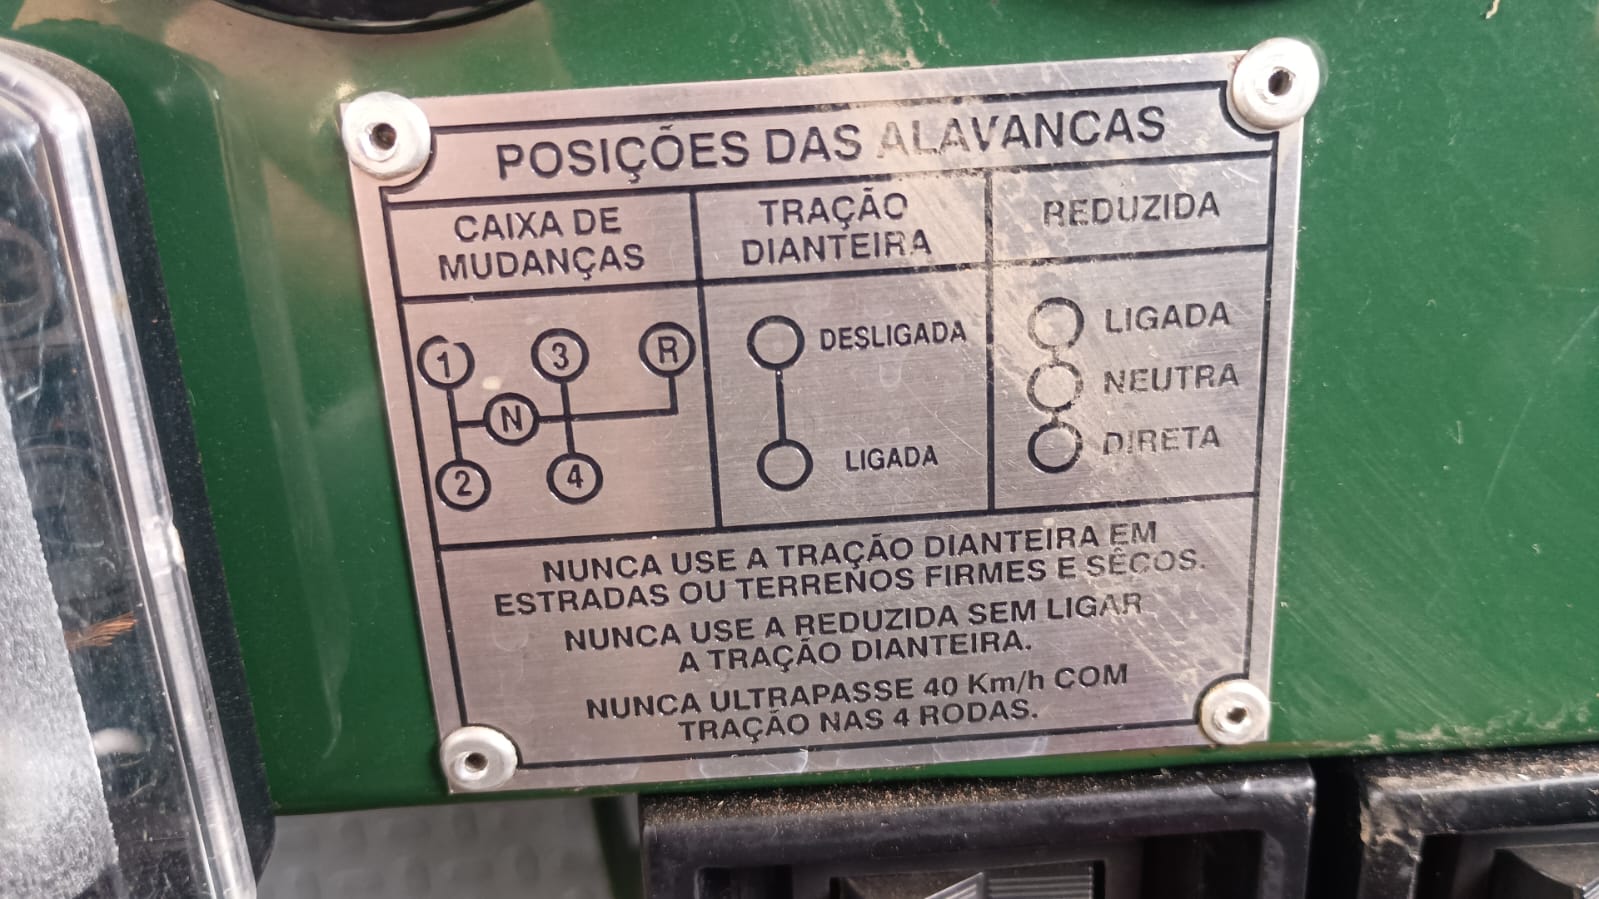 POSIÇÕES DAS ALAVANCAS
CAIXA DE
MUDANÇAS
1 3 R
N
2 4
TRAÇÃO
DIANTEIRA
DESLIGADA
LIGADA
REDUZIDA
LIGADA
NEUTRA
DIRETA
NUNCA USE A TRAÇÃO DIANTEIRA EM
ESTRADAS OU TERRENOS FIRMES E SÊCOS.
NUNCA USE A REDUZIDA SEM LIGAR
A TRAÇÃO DIANTEIRA.
NUNCA ULTRAPASSE 40 Km/h COM
TRAÇÃO NAS 4 RODAS.